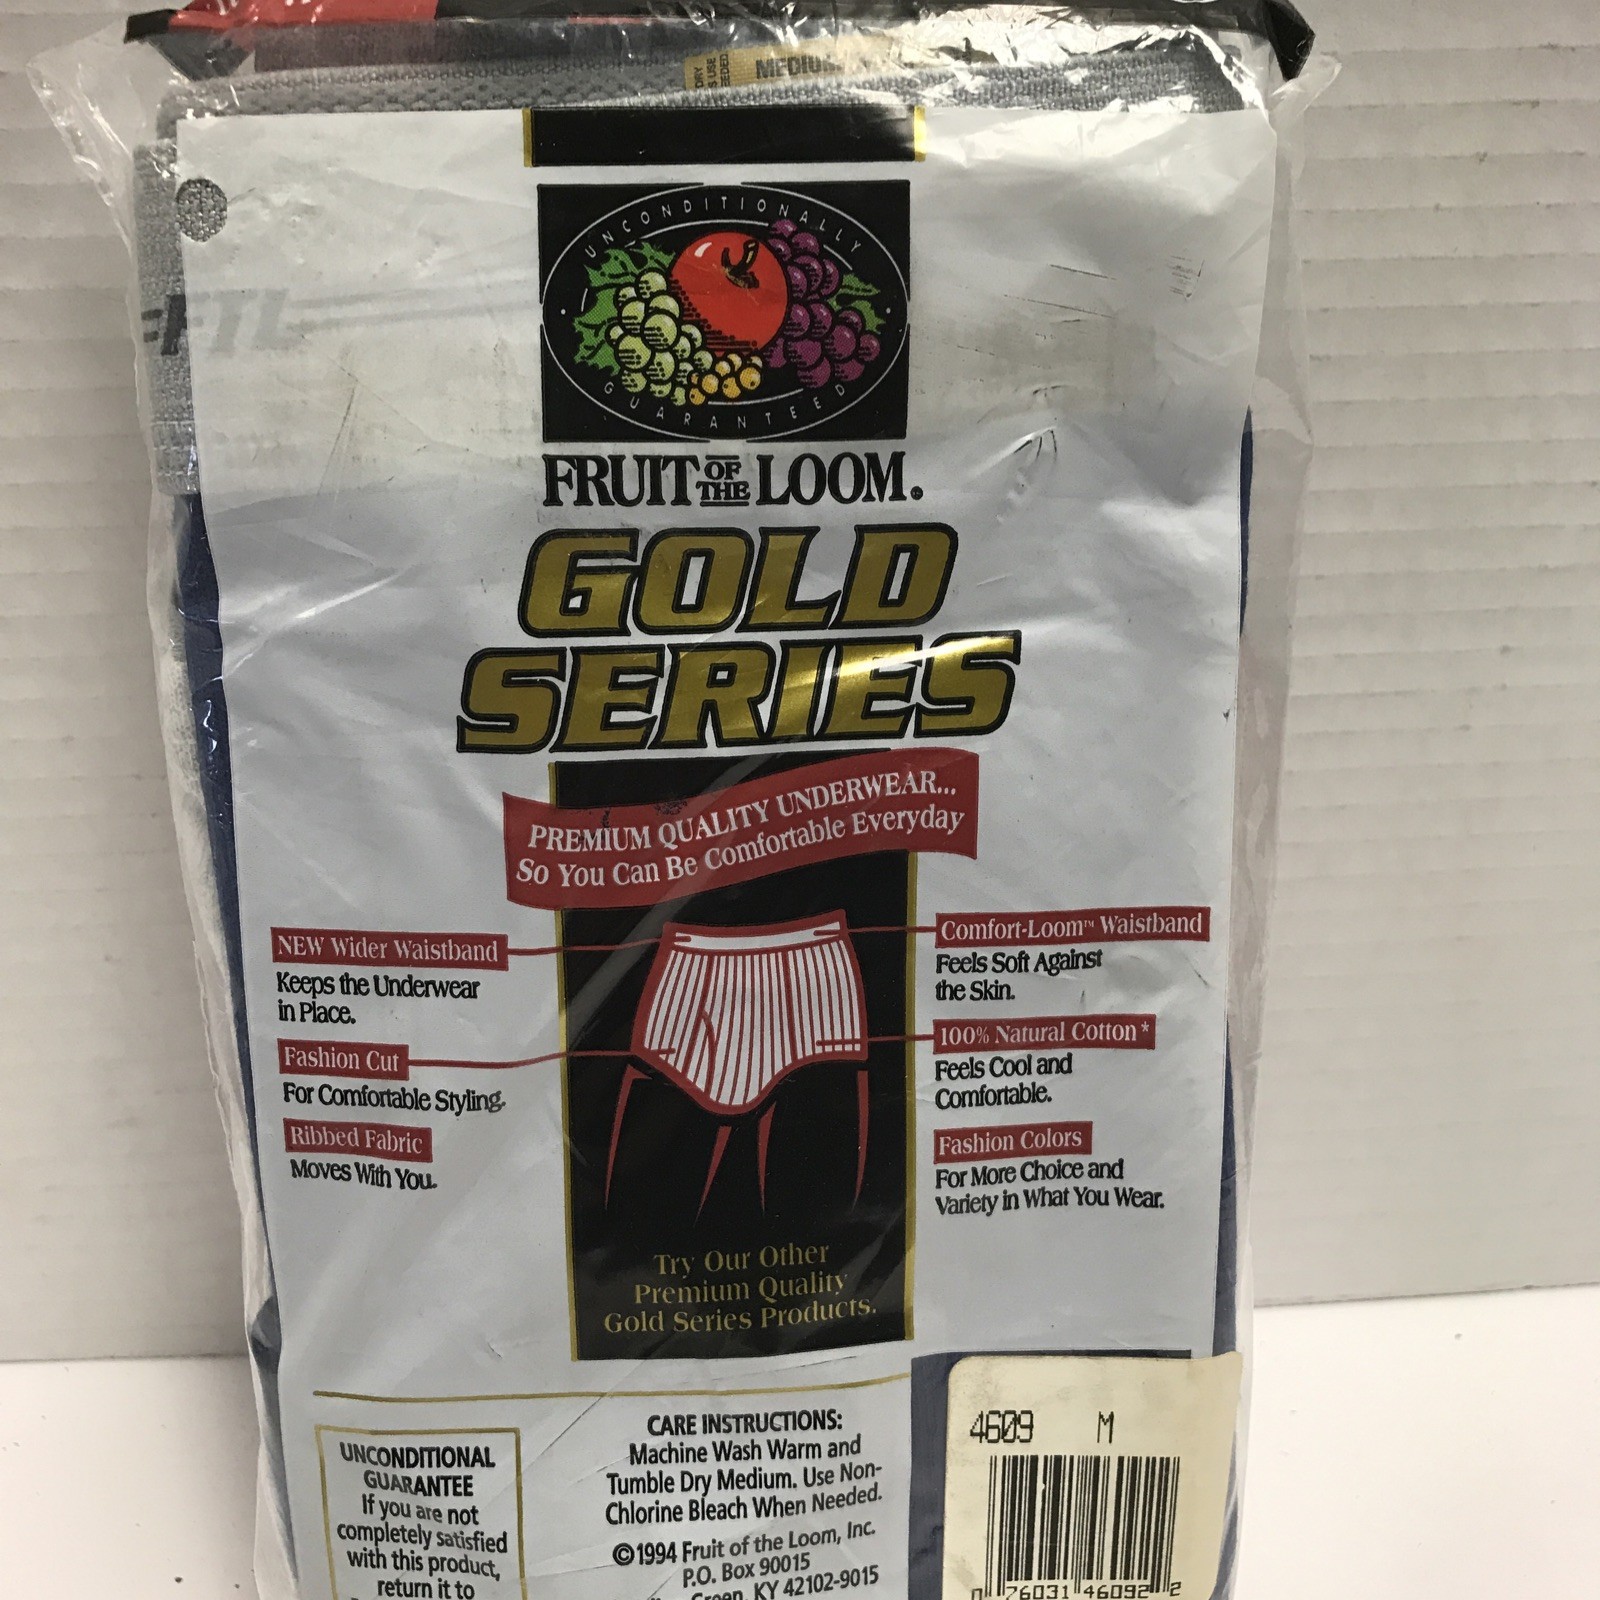 DRY
S USE
EEDED
MEDIUM
FTL
UNCONDITIONALLY
GUARANTEED
FRUIT OF THE LOOM®
GOLD
SERIES
PREMIUM QUALITY UNDERWEAR...
So You Can Be Comfortable Everyday
NEW Wider Waistband
Keeps the Underwear
in Place.
Fashion Cut
For Comfortable Styling.
Ribbed Fabric
Moves With You.
Comfort-Loom™ Waistband
Feels Soft Against
the Skin.
100% Natural Cotton*
Feels Cool and
Comfortable.
Fashion Colors
For More Choice and
Variety in What You Wear.
Try Our Other
Premium Quality
Gold Series Products.
UNCONDITIONAL
GUARANTEE
If you are not
completely satisfied
with this product,
return it to
CARE INSTRUCTIONS:
Machine Wash Warm and
Tumble Dry Medium. Use Non-
Chlorine Bleach When Needed.
©1994 Fruit of the Loom, Inc.
P.O. Box 90015
Green, KY 42102-9015
4609 M
0 76031 46092 2